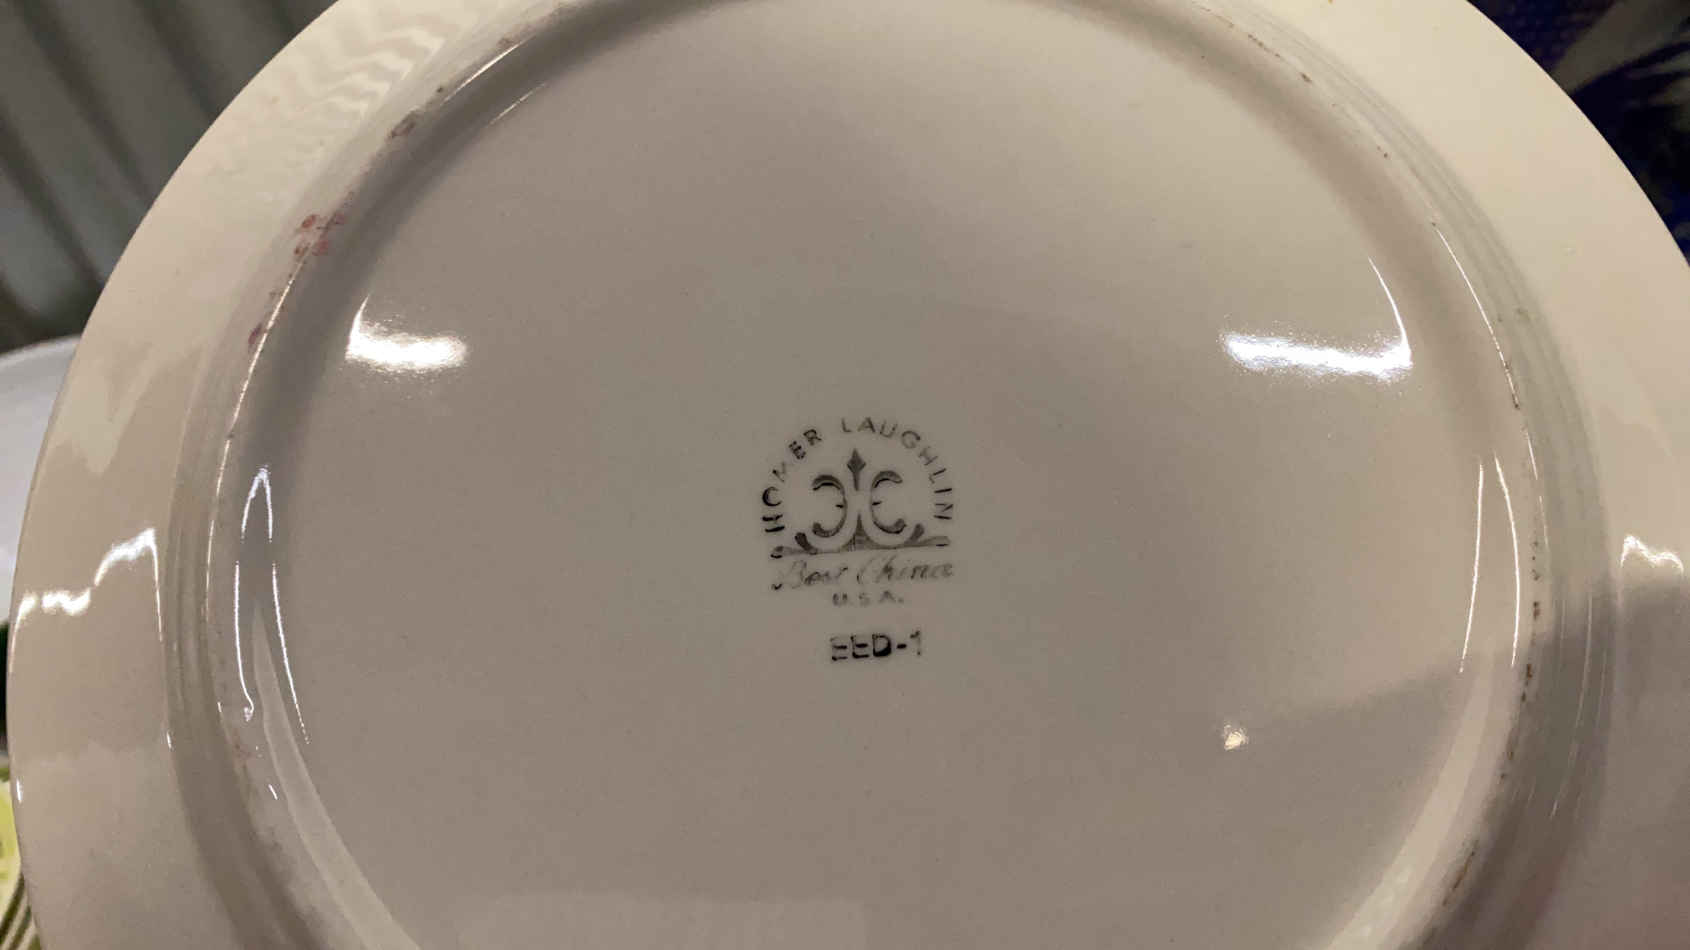 HOMER LAUGHLIN
Best China
U.S.A.
EED-1